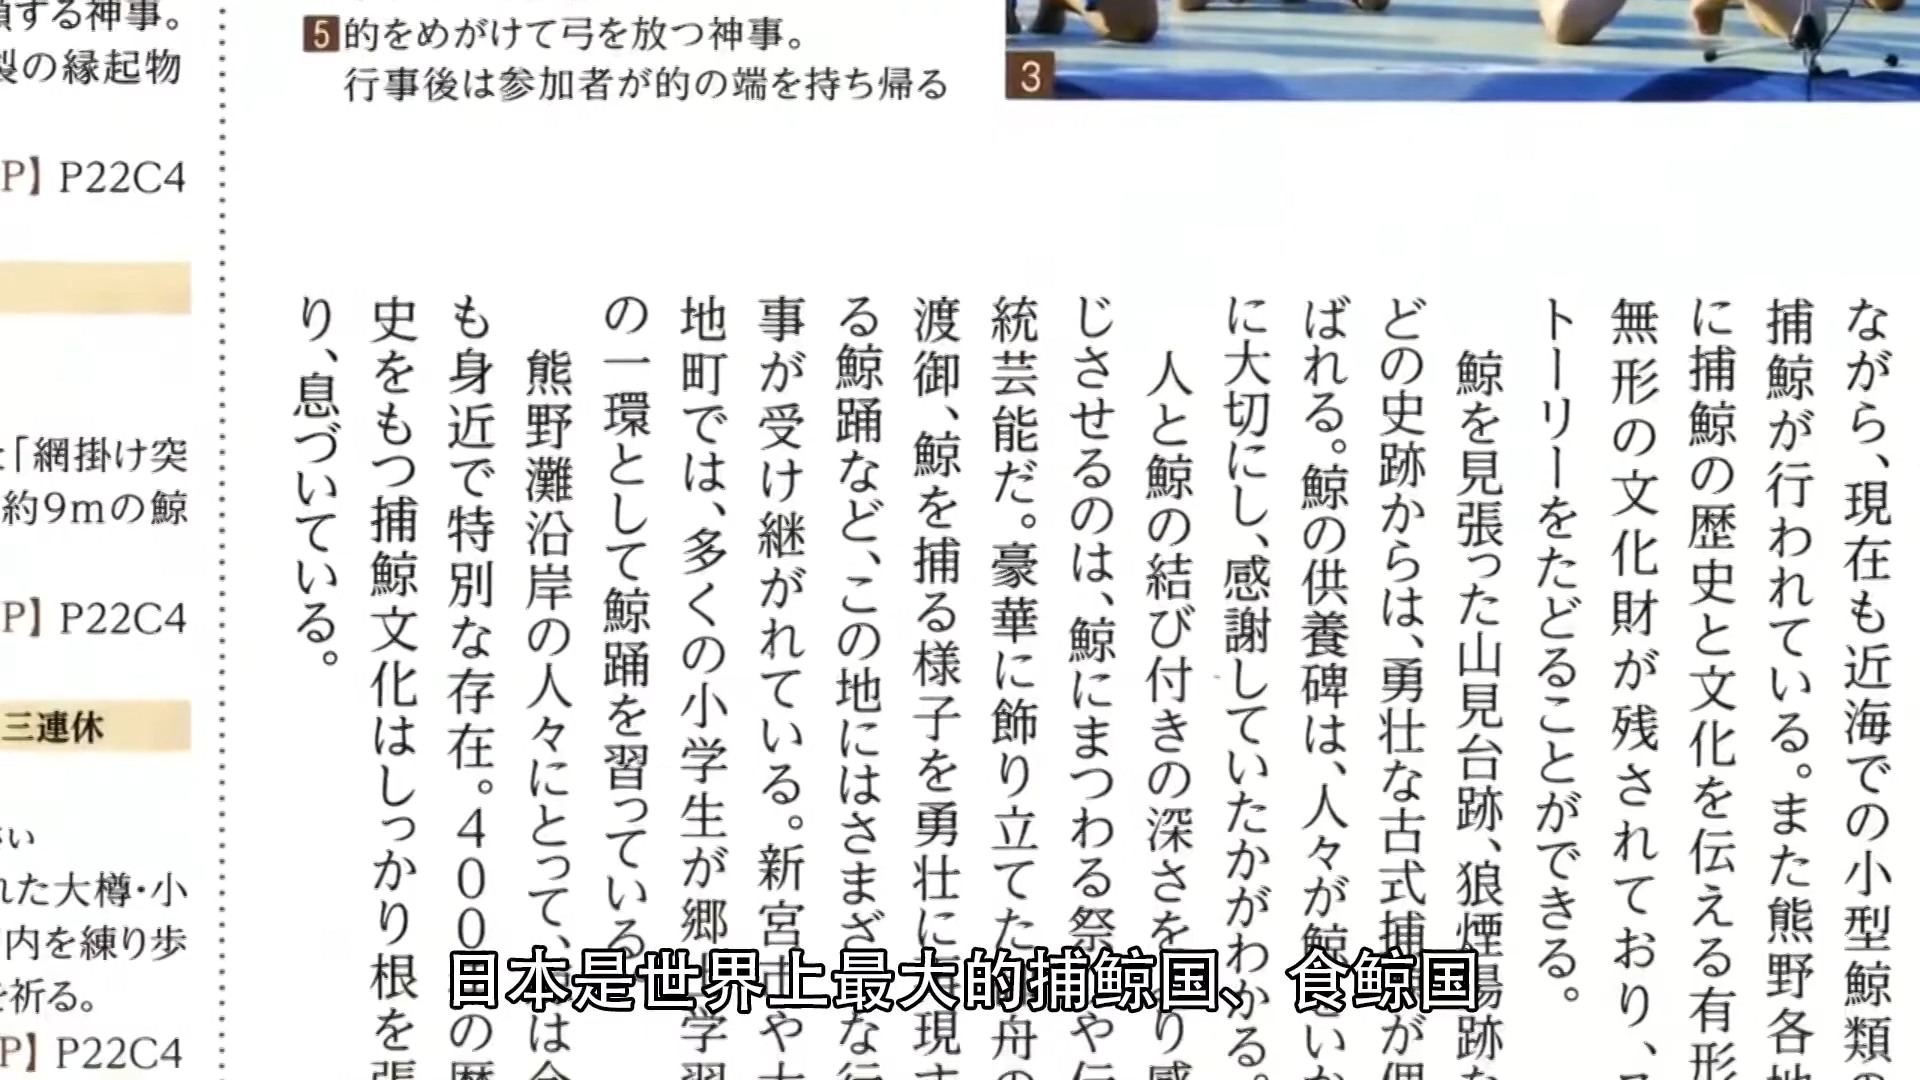 する神事。
製の縁起物
P】P22C4
「網掛け突
約9mの鯨
P】P22C4
三連休
れた大樽・小
内を練り歩
を祈る。
P】P22C4
5 的をめがけて弓を放つ神事。
行事後は参加者が的の端を持ち帰る
3
ながら、現在も近海での小型鯨類の
捕鯨が行われている。また熊野各地
に捕鯨の歴史と文化を伝える有形
無形の文化財が残されており、ス
トーリーをたどることができる。
鯨を見張った山見台跡、狼煙場跡な
どの史跡からは、勇壮な古式捕
ばれる。鯨の供養碑は、人々が鯨
に大切にし、感謝していたかがわかる。
人と鯨の結び付きの深さを
じさせるのは、鯨にまつわる祭
統芸能だ。豪華に飾り立てた
渡御、鯨を捕る様子を勇壮に
る鯨踊など、この地にはさまざ
事が受け継がれている。新宮市や
地町では、多くの小学生が郷
の一環として鯨踊を習っている
熊野灘沿岸の人々にとって、
も身近で特別な存在。400
史をもつ捕鯨文化はしっかり根を張
り、息づいている。
日本是世界上最大的捕鲸国、食鲸国